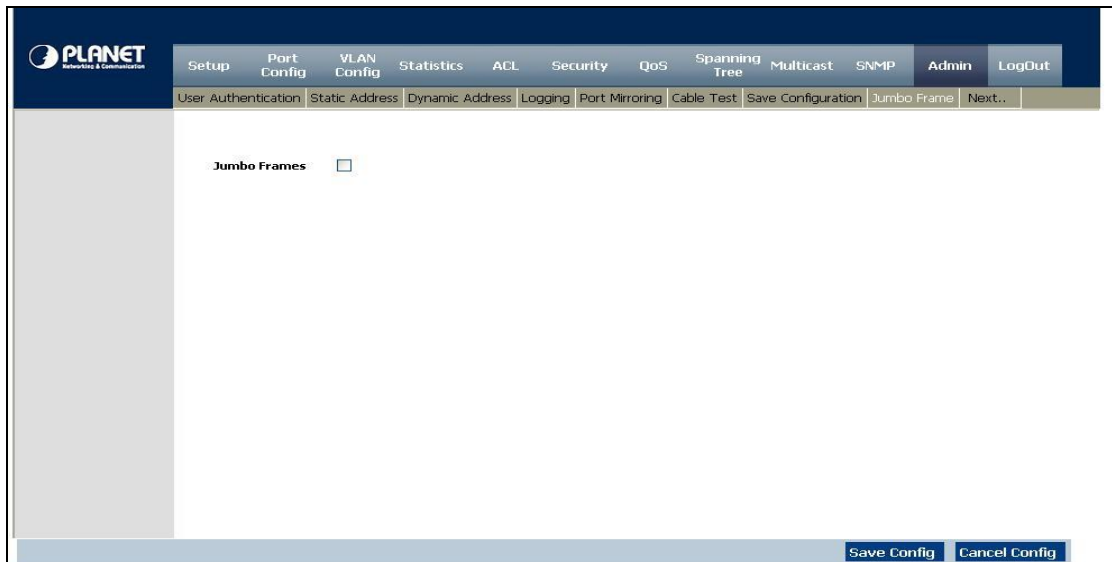 PLANET
Networking & Communication
Setup Port Config VLAN Config Statistics ACL Security QoS Spanning Tree Multicast SNMP Admin LogOut
User Authentication Static Address Dynamic Address Logging Port Mirroring Cable Test Save Configuration Jumbo Frame Next..
Jumbo Frames
Save Config Cancel Config